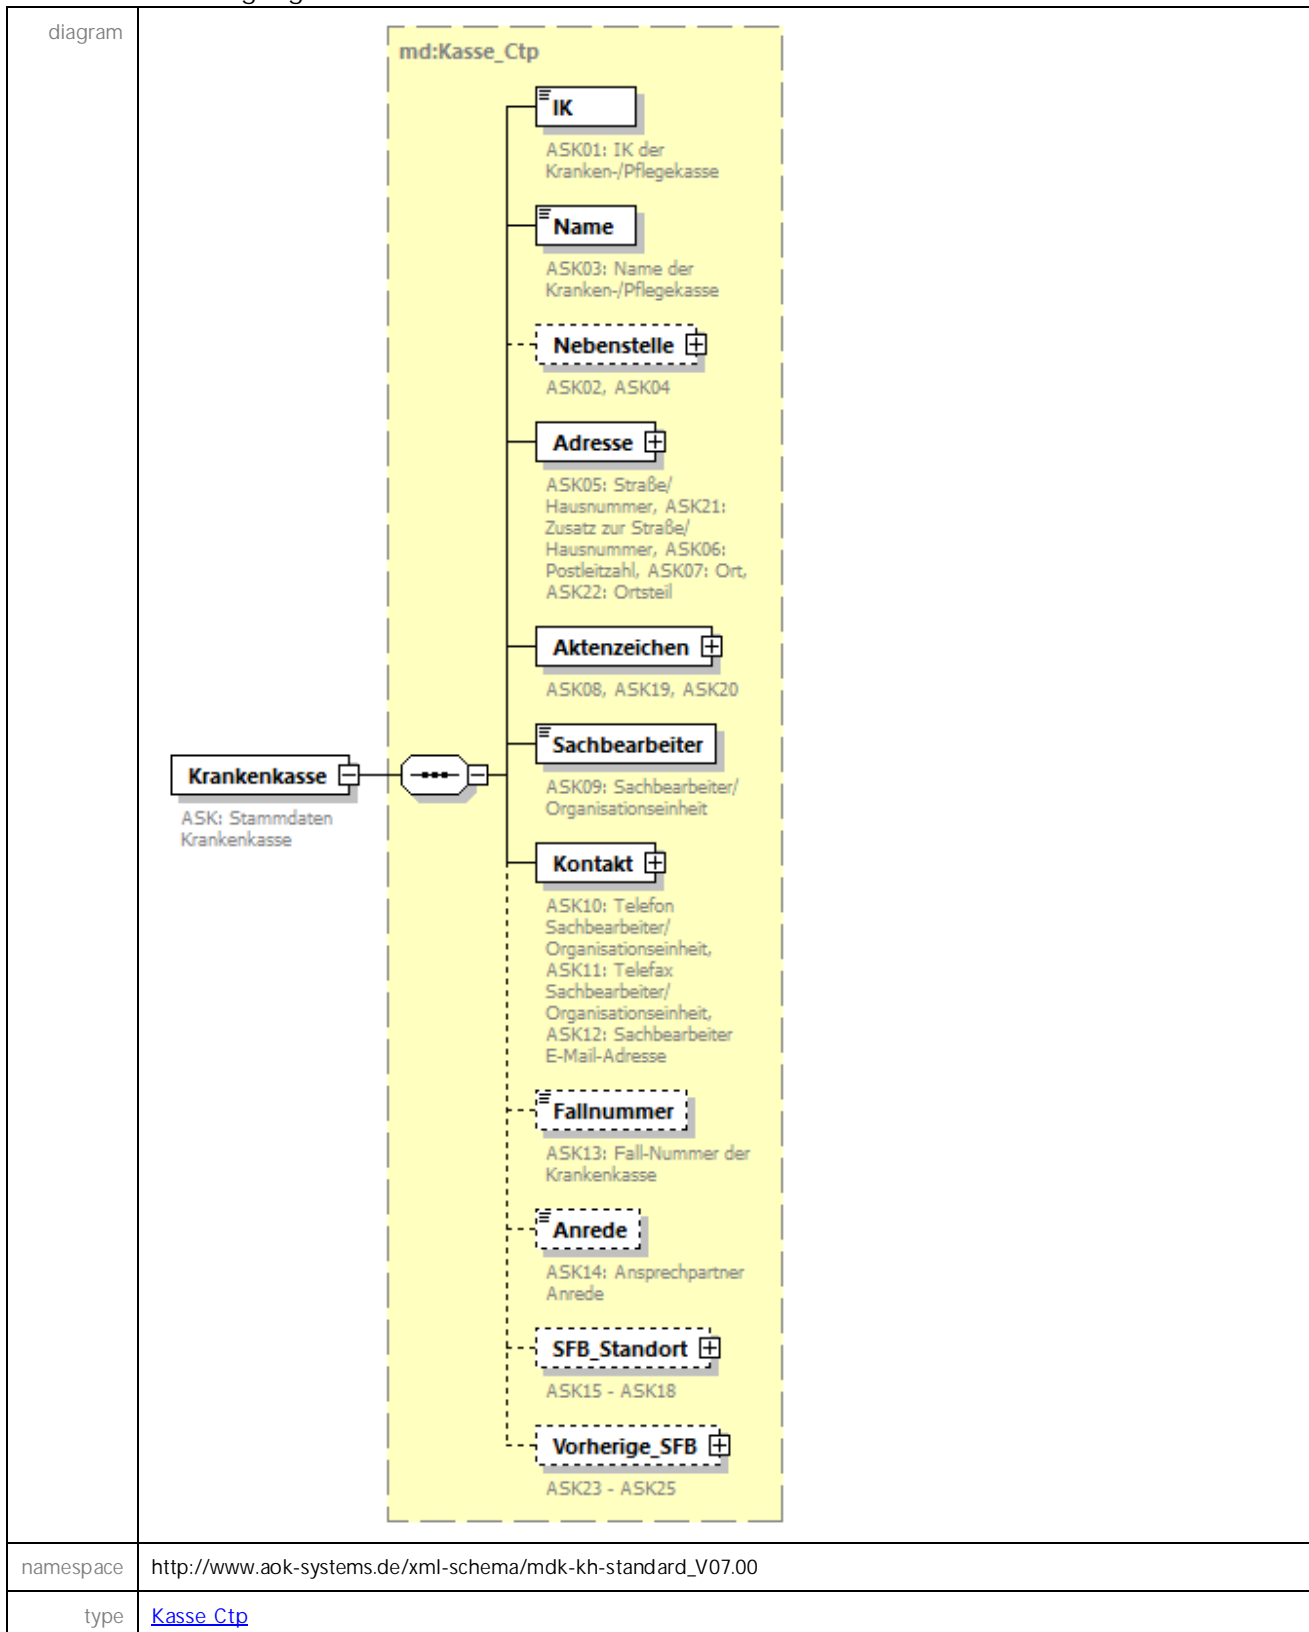 diagram
md:Kasse_Ctp
IK
ASK01: IK der
Kranken-/Pflegekasse
Name
ASK03: Name der
Kranken-/Pflegekasse
Nebenstelle
ASK02, ASK04
Adresse
ASK05: Straße/
Hausnummer, ASK21:
Zusatz zur Straße/
Hausnummer, ASK06:
Postleitzahl, ASK07: Ort,
ASK22: Ortsteil
Aktenzeichen
ASK08, ASK19, ASK20
Sachbearbeiter
ASK09: Sachbearbeiter/
Organisationseinheit
Krankenkasse
ASK: Stammdaten
Krankenkasse
Kontakt
ASK10: Telefon
Sachbearbeiter/
Organisationseinheit,
ASK11: Telefax
Sachbearbeiter/
Organisationseinheit,
ASK12: Sachbearbeiter
E-Mail-Adresse
Fallnummer
ASK13: Fall-Nummer der
Krankenkasse
Anrede
ASK14: Ansprechpartner
Anrede
SFB_Standort
ASK15 - ASK18
Vorherige_SFB
ASK23 - ASK25
namespace http://www.aok-systems.de/xml-schema/mdk-kh-standard_V07.00
type Kasse Ctp